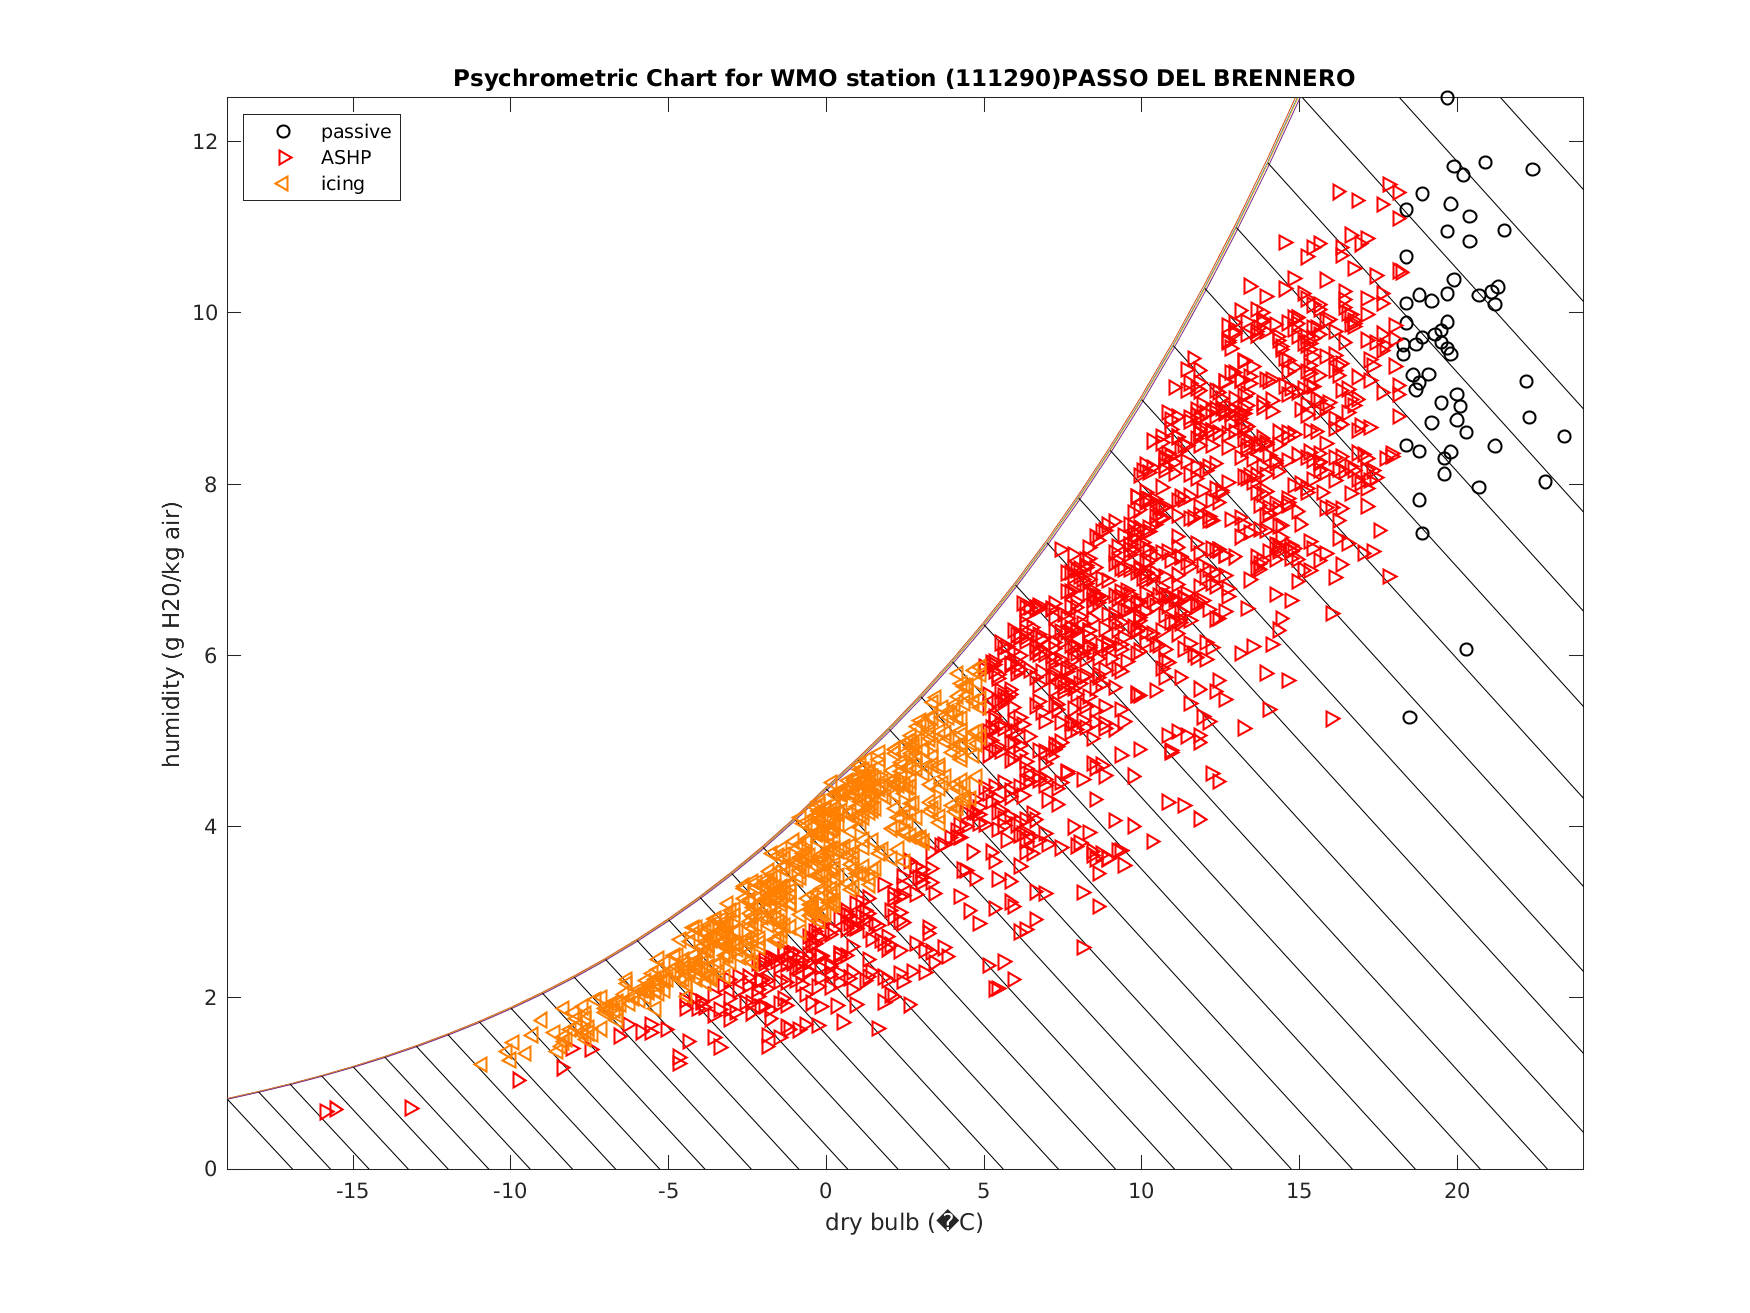 Psychrometric Chart for WMO station (111290)PASSO DEL BRENNERO
passive
ASHP
icing
humidity (g H20/kg air)
12
10
8
6
4
2
0
-15 -10 -5 0 5 10 15 20
dry bulb (�C)